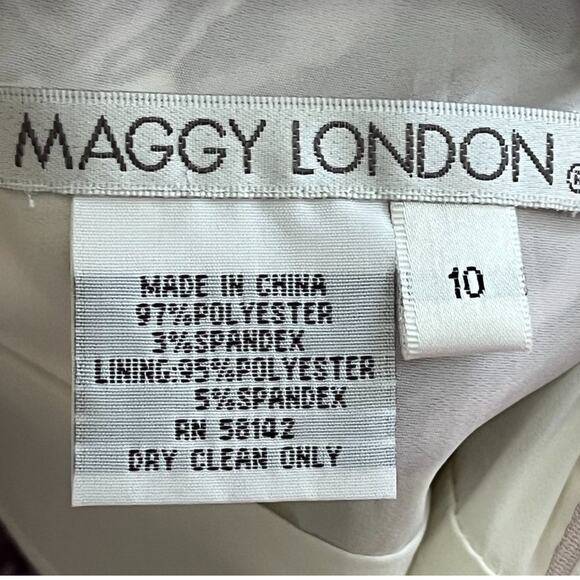 MAGGY LONDON®
10
MADE IN CHINA
97%POLYESTER
3%SPANDEX
LINING:95%POLYESTER
5%SPANDEX
RN 58142
DRY CLEAN ONLY